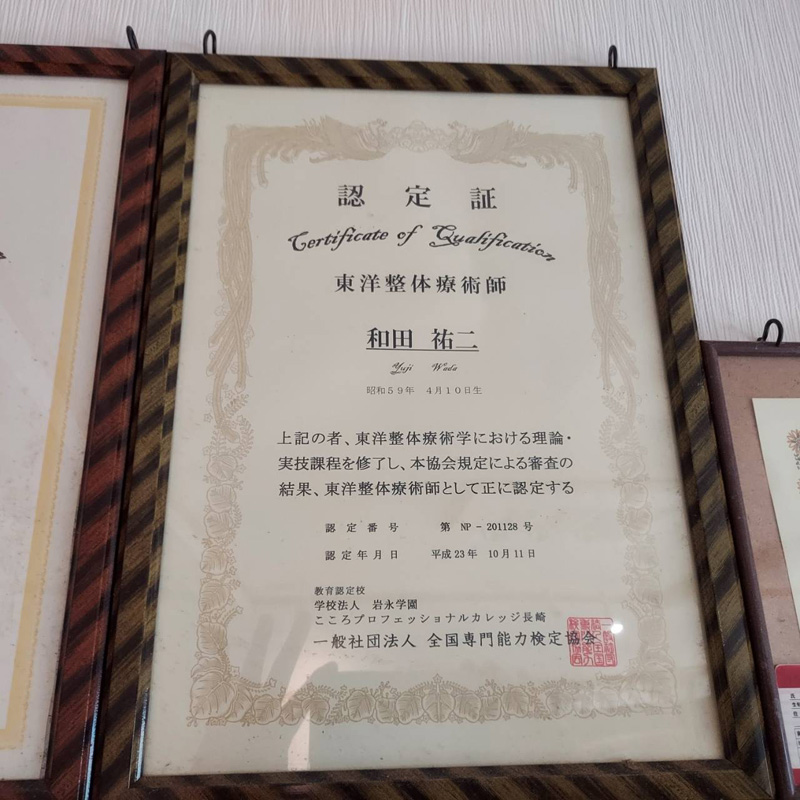 認定証
Certificate of Qualification
東洋整体療術師
和田 祐二
Yuji Wada
昭和59年 4月10日生
上記の者、東洋整体療術学における理論・
実技課程を修了し、本協会規定による審査の
結果、東洋整体療術師として正に認定する
認定番号 第 NP-201128 号
認定年月日 平成23年 10月11日
教育認定校
学校法人 岩永学園
こころプロフェッショナルカレッジ長崎
一般社団法人 全国専門能力検定協会